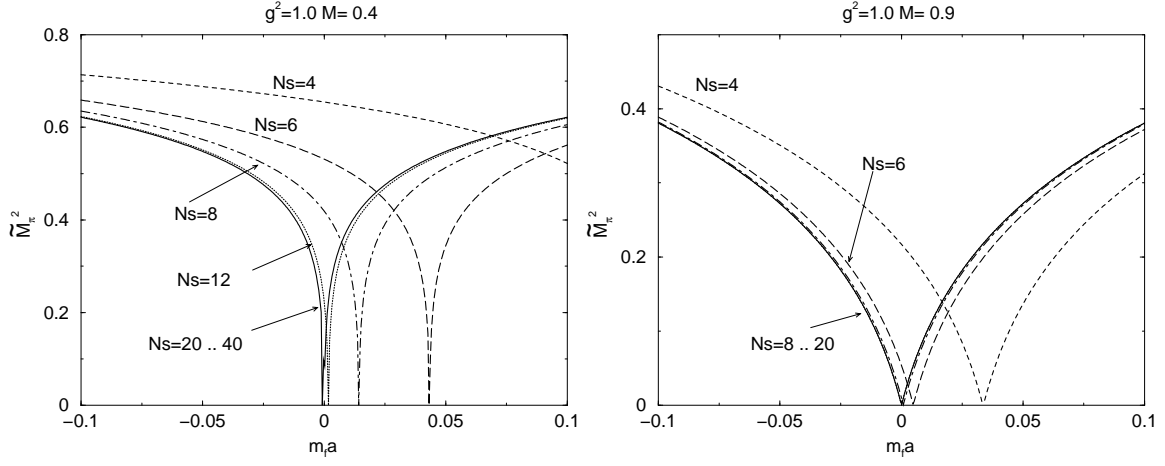 g²=1.0 M= 0.4
0.8
0.6
0.4
0.2
0
M̃π²
Ns=4
Ns=6
Ns=8
Ns=12
Ns=20 .. 40
−0.1
−0.05
0
0.05
0.1
mfa
g²=1.0 M= 0.9
0.4
0.2
0
M̃π²
Ns=4
Ns=6
Ns=8 .. 20
−0.1
−0.05
0
0.05
0.1
mfa